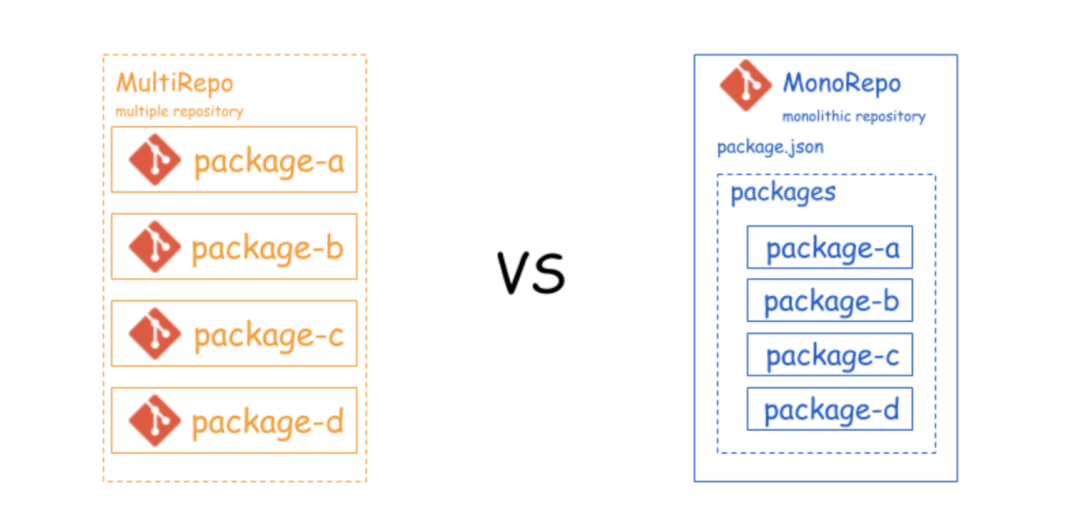 MultiRepo
multiple repository
package-a
package-b
package-c
package-d
vs
MonoRepo
monolithic repository
package.json
packages
package-a
package-b
package-c
package-d